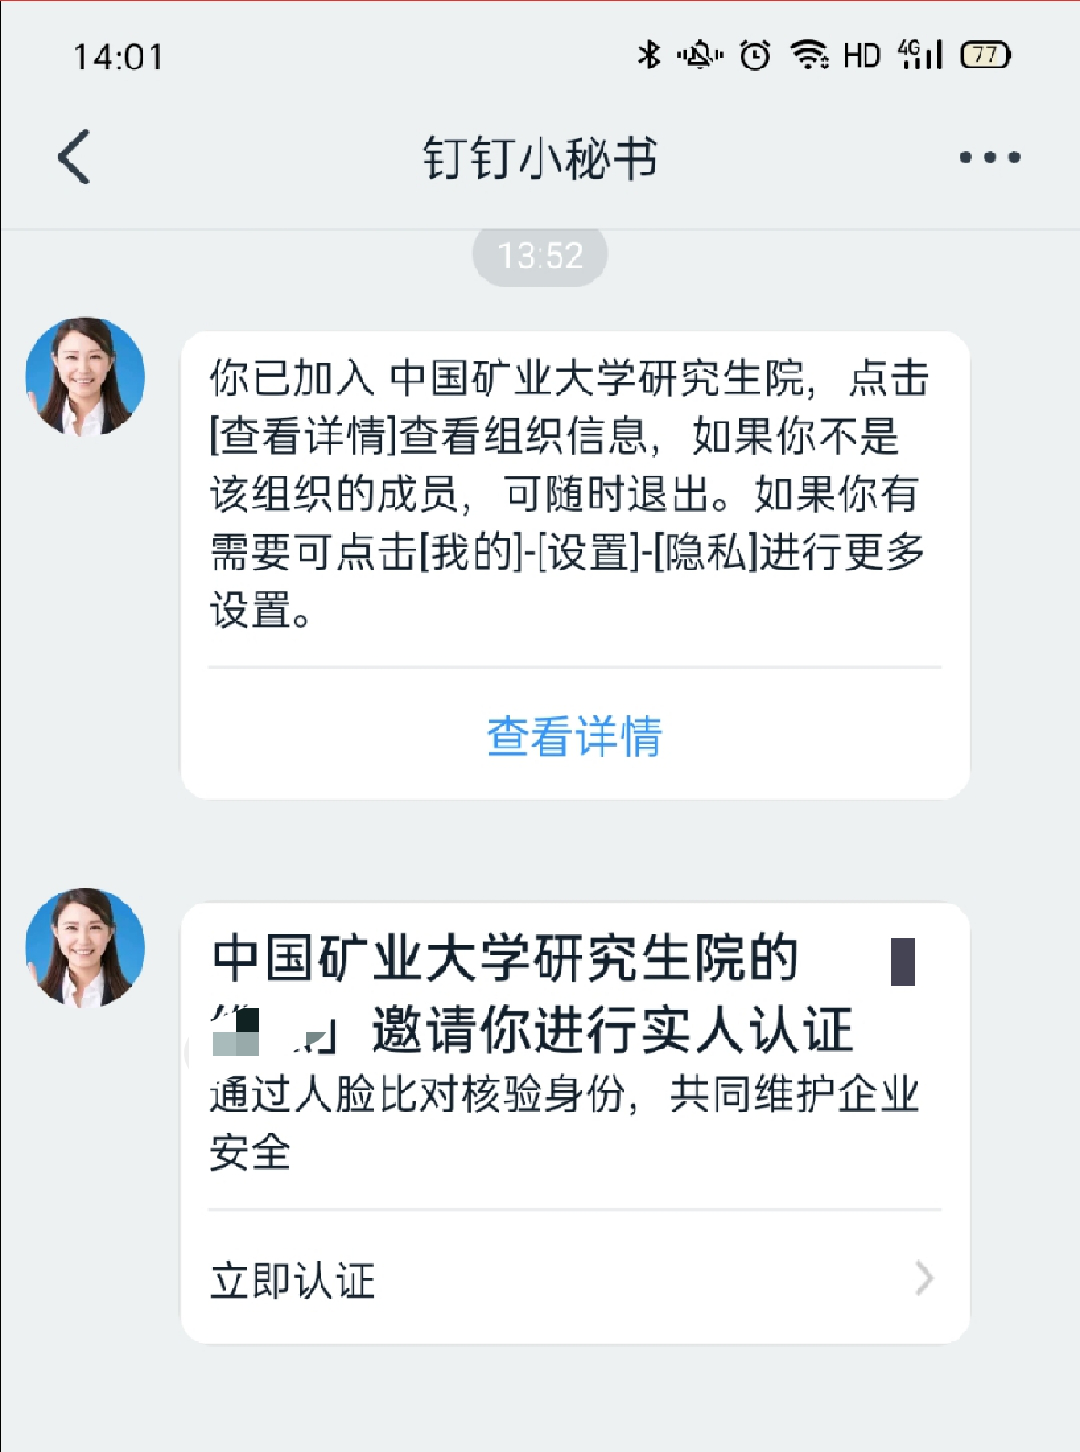 14:01
HD 4G 77
钉钉小秘书
13:52
你已加入 中国矿业大学研究生院，点击
[查看详情]查看组织信息，如果你不是
该组织的成员，可随时退出。如果你有
需要可点击[我的]-[设置]-[隐私]进行更多
设置。
查看详情
中国矿业大学研究生院的
」邀请你进行实人认证
通过人脸比对核验身份，共同维护企业
安全
立即认证